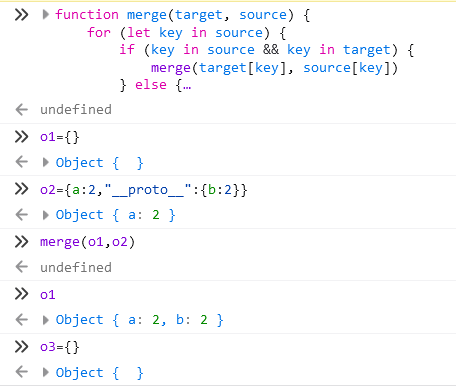 function merge(target, source) {
for (let key in source) {
if (key in source && key in target) {
merge(target[key], source[key])
} else {…
undefined
o1={}
Object { }
o2={a:2,"__proto__":{b:2}}
Object { a: 2 }
merge(o1,o2)
undefined
o1
Object { a: 2, b: 2 }
o3={}
Object { }